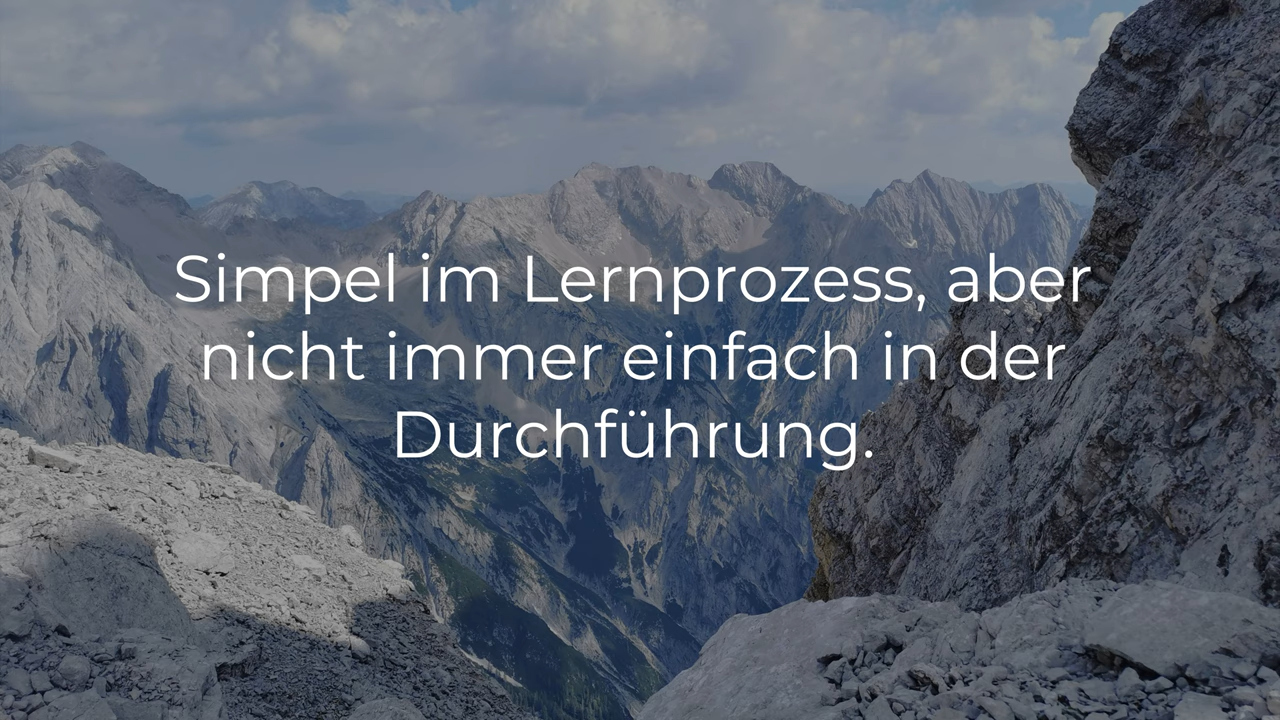 Simpel im Lernprozess, aber
nicht immer einfach in der
Durchführung.